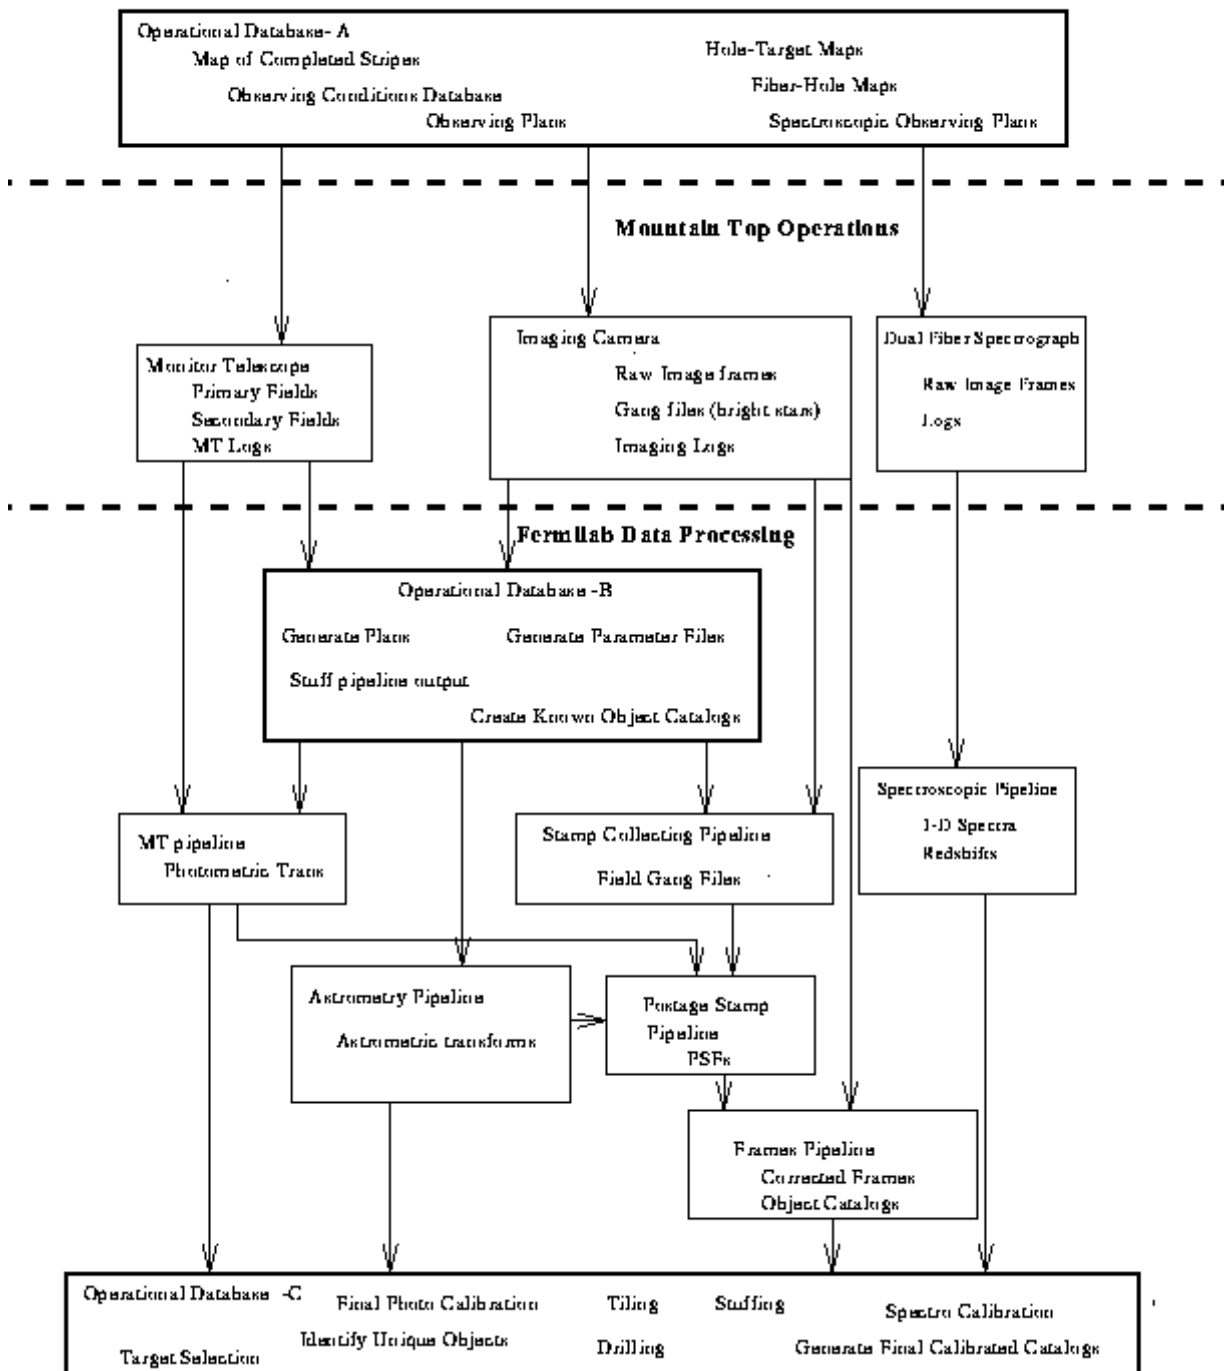 Operational Database- A
Map of Completed Stripes
Observing Conditions Database
Observing Plans
Hole-Target Maps
Fiber-Hole Maps
Spectroscopic Observing Plans
Mountain Top Operations
Monitor Telescope
Primary Fields
Secondary Fields
MT Logs
Imaging Camera
Raw Image frames
Gang files (bright stars)
Imaging Logs
Dual Fiber Spectrograph
Raw Image Frames
Logs
Fermilab Data Processing
Operational Database -B
Generate Plans
Generate Parameter Files
Stuff pipeline output
Create Known Object Catalogs
MT pipeline
Photometric Trans
Stamp Collecting Pipeline
Field Gang Files
Spectroscopic Pipeline
1-D Spectra
Redshifts
Astrometry Pipeline
Astrometric transforms
Postage Stamp
Pipeline
PSFs
Frames Pipeline
Corrected Frames
Object Catalogs
Operational Database -C
Final Photo Calibration
Tiling
Stuffing
Spectro Calibration
Identify Unique Objects
Drilling
Generate Final Calibrated Catalogs
Target Selection